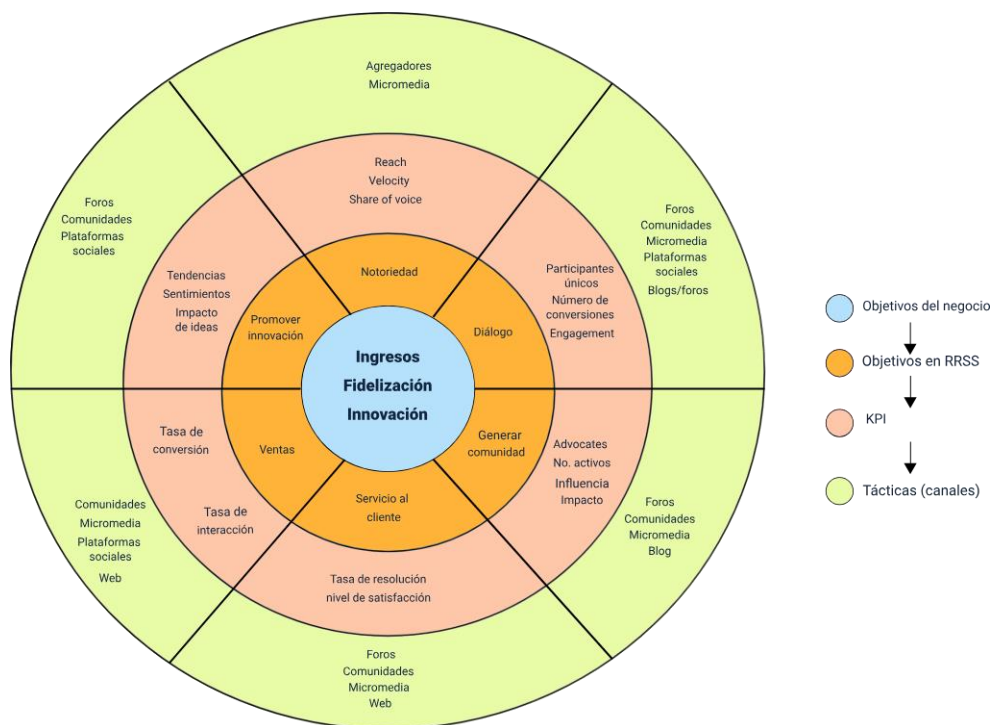 Agregadores
Micromedia
Reach
Velocity
Share of voice
Notoriedad
Foros
Comunidades
Micromedia
Plataformas
sociales
Blogs/foros
Participantes
únicos
Número de
conversiones
Engagement
Diálogo
Foros
Comunidades
Micromedia
Blog
Advocates
No. activos
Influencia
Impacto
Generar
comunidad
Foros
Comunidades
Micromedia
Web
Tasa de resolución
nivel de satisfacción
Servicio al
cliente
Comunidades
Micromedia
Plataformas
sociales
Web
Tasa de
conversión
Tasa de
interacción
Ventas
Foros
Comunidades
Plataformas
sociales
Tendencias
Sentimientos
Impacto
de ideas
Promover
innovación
Ingresos
Fidelización
Innovación
Objetivos del negocio
Objetivos en RRSS
KPI
Tácticas (canales)